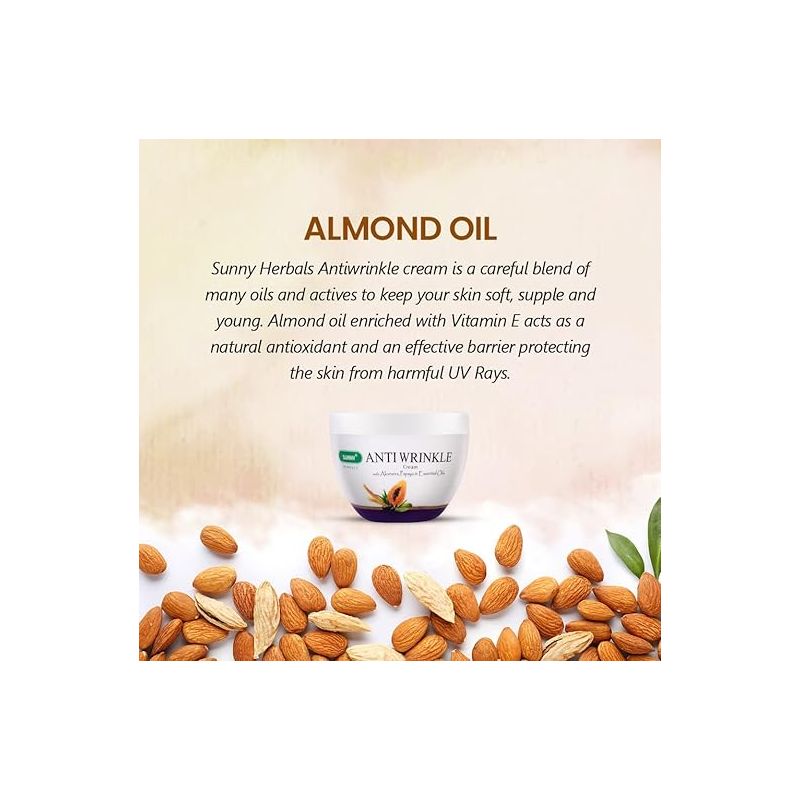 ALMOND OIL
Sunny Herbals Antiwrinkle cream is a careful blend of
many oils and actives to keep your skin soft, supple and
young. Almond oil enriched with Vitamin E acts as a
natural antioxidant and an effective barrier protecting
the skin from harmful UV Rays.
SUNNY
HERBALS
ANTI WRINKLE
Cream
with Aloevera, Papaya & Essential Oils